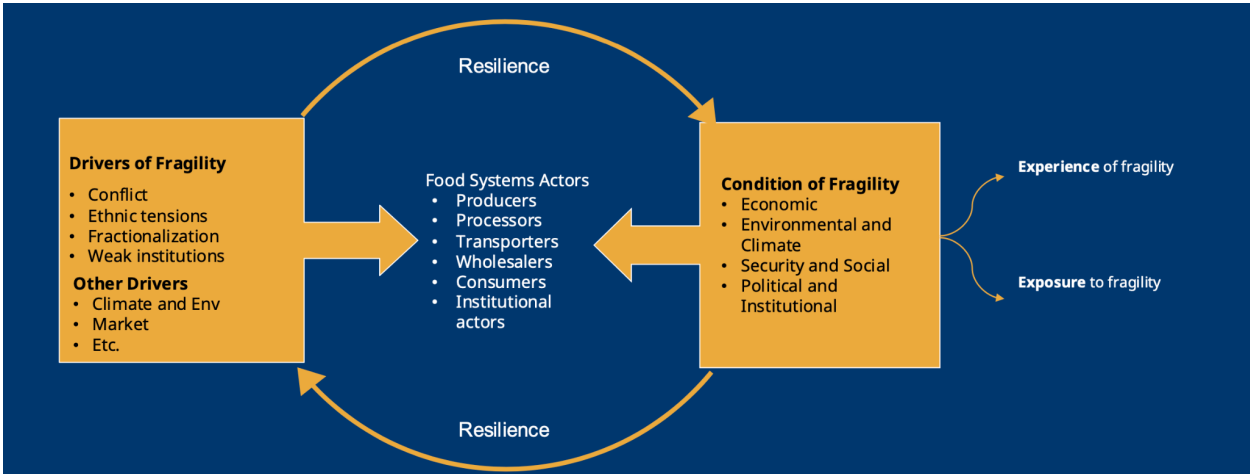 Resilience
Drivers of Fragility
• Conflict
• Ethnic tensions
• Fractionalization
• Weak institutions
Other Drivers
• Climate and Env
• Market
• Etc.
Food Systems Actors
• Producers
• Processors
• Transporters
• Wholesalers
• Consumers
• Institutional
actors
Condition of Fragility
• Economic
• Environmental and
Climate
• Security and Social
• Political and
Institutional
Experience of fragility
Exposure to fragility
Resilience